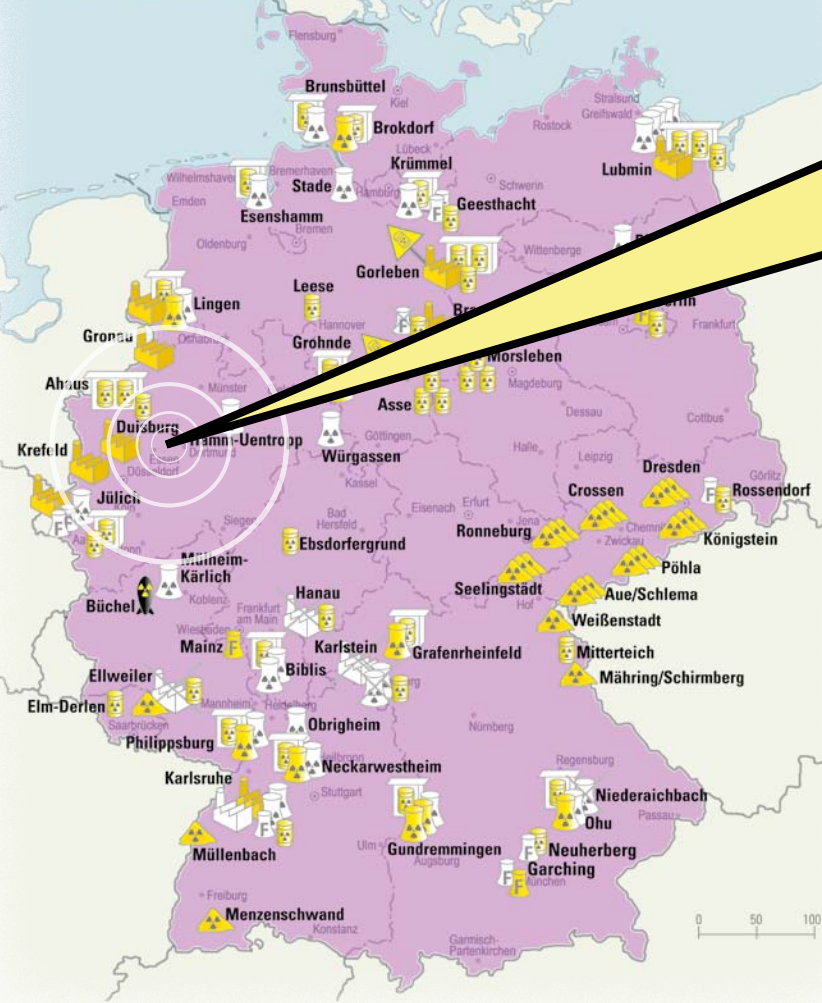 Flensburg
Brunsbüttel
Kiel
Stralsund
Greifswald
Brokdorf
Rostock
Lübeck
Krümmel
Lubmin
Wilhelmshaven
Bremerhaven
Stade
Hamburg
Schwerin
Emden
Esenshamm
F
Geesthacht
Bremen
Oldenburg
Wittenberge
Gorleben
Leese
Lingen
Hannover
F
Frankfurt
Gronau
Osnabrück
Grohnde
Morsleben
Ahaus
Münster
Magdeburg
Asse
Dessau
Duisburg
Cottbus
Hamm-Uentropp
Göttingen
Krefeld
Essen
Dortmund
Würgassen
Halle
Leipzig
Düsseldorf
Kassel
Dresden
Görlitz
Jülich
Köln
Crossen
F
Rossendorf
F
Siegen
Bad
Hersfeld
Eisenach
Erfurt
Jena
Ronneburg
Zwickau
Königstein
Ebsdorfergrund
Mülheim-
Kärlich
Pöhla
Seelingstädt
Hof
Aue/Schlema
Büchel
Koblenz
Hanau
Frankfurt
am Main
Weißenstadt
Wiesbaden
Mainz
F
Karlstein
Grafenrheinfeld
Mitterteich
Biblis
Ellweiler
Mähring/Schirmberg
Elm-Derlen
Mannheim
Heidelberg
Saarbrücken
Obrigheim
Nürnberg
Philippsburg
Neckarwestheim
Regensburg
Karlsruhe
Stuttgart
Niederaichbach
F
Passau
Ohu
Müllenbach
Ulm
Gundremmingen
Augsburg
F
Neuherberg
Garching
F
F
München
Freiburg
Menzenschwand
Konstanz
0 50 100
Garmisch-
Partenkirchen